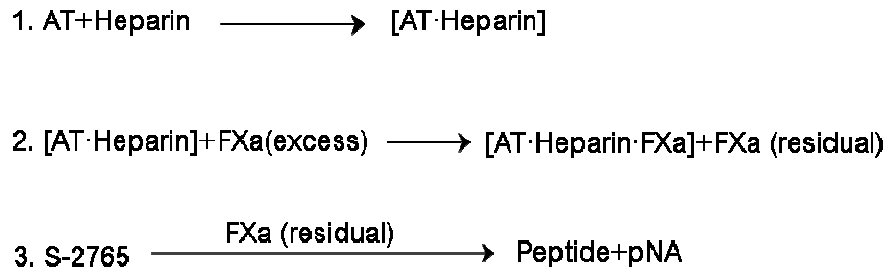 1. AT+Heparin [AT·Heparin]
2. [AT·Heparin]+FXa(excess) [AT·Heparin·FXa]+FXa (residual)
FXa (residual)
3. S-2765 Peptide+pNA